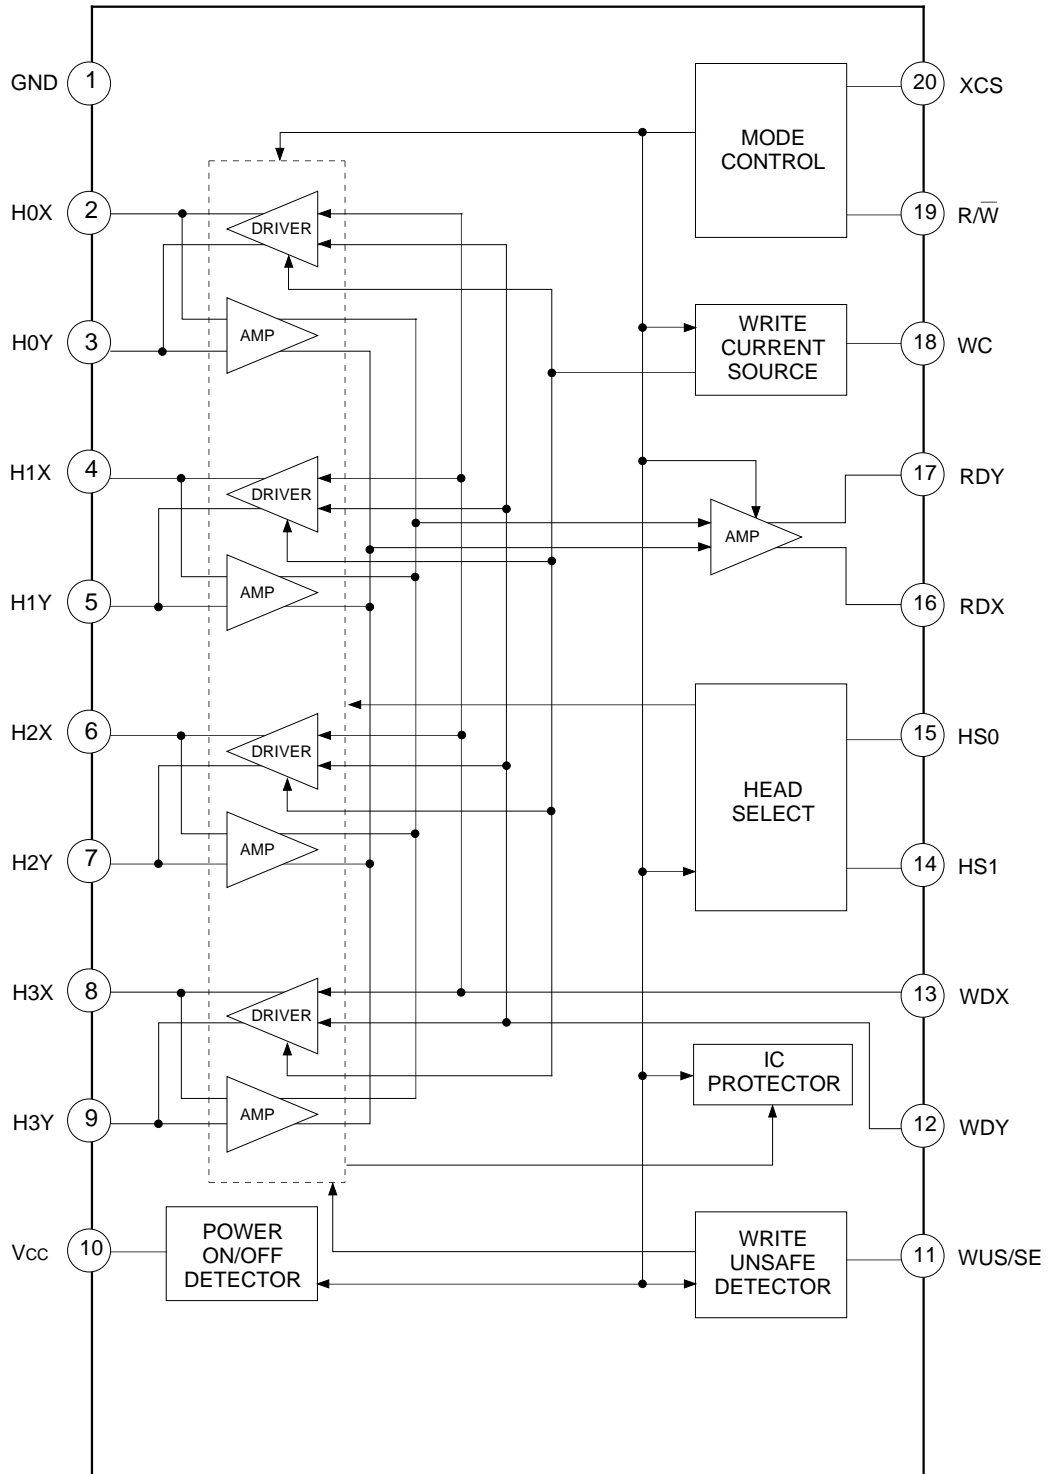 GND 1
20 XCS
MODE
CONTROL
H0X 2
DRIVER
19 R/W̅
AMP
H0Y 3
WRITE
CURRENT
SOURCE
18 WC
H1X 4
DRIVER
17 RDY
AMP
AMP
H1Y 5
16 RDX
H2X 6
DRIVER
15 HS0
HEAD
SELECT
AMP
H2Y 7
14 HS1
H3X 8
DRIVER
13 WDX
IC
PROTECTOR
AMP
H3Y 9
12 WDY
VCC 10
POWER
ON/OFF
DETECTOR
WRITE
UNSAFE
DETECTOR
11 WUS/SE